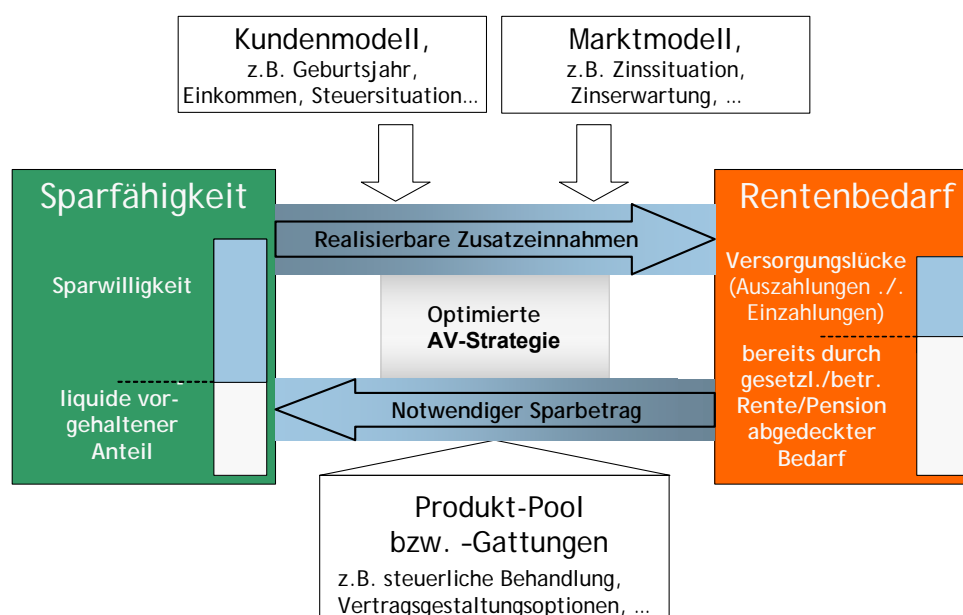 Kundenmodell,
z.B. Geburtsjahr,
Einkommen, Steuersituation...
Marktmodell,
z.B. Zinssituation,
Zinserwartung, ...
Sparfähigkeit
Sparwilligkeit
liquide vor-
gehaltener
Anteil
Realisierbare Zusatzeinnahmen
Optimierte
AV-Strategie
Notwendiger Sparbetrag
Rentenbedarf
Versorgungslücke
(Auszahlungen ./.
Einzahlungen)
bereits durch
gesetzl./betr.
Rente/Pension
abgedeckter
Bedarf
Produkt-Pool
bzw. -Gattungen
z.B. steuerliche Behandlung,
Vertragsgestaltungsoptionen, ...